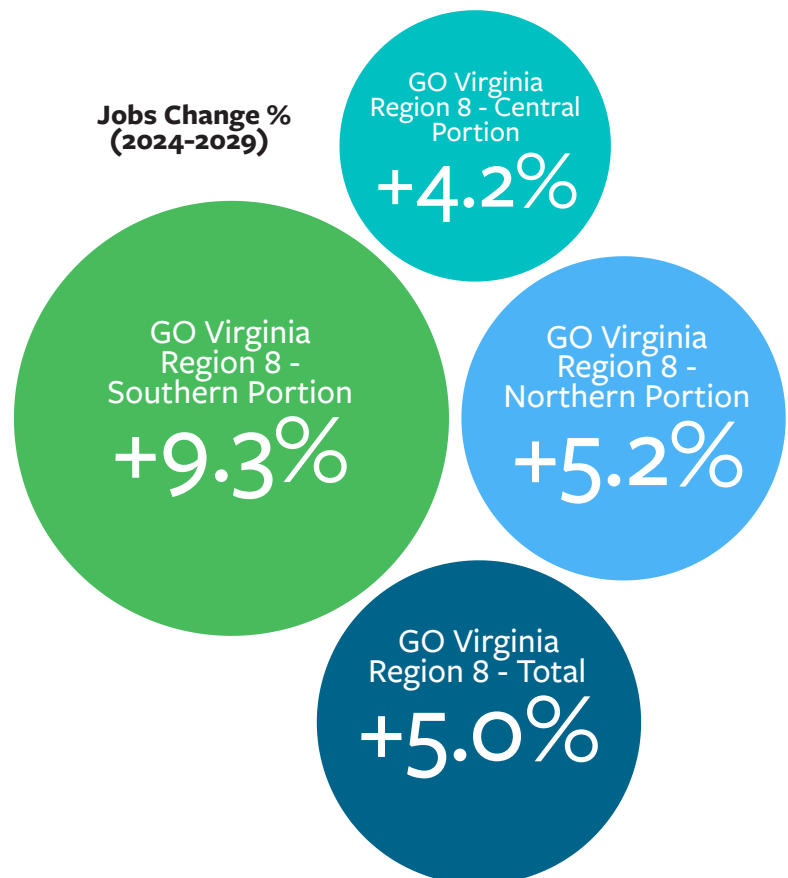 Jobs Change %
(2024-2029)
GO Virginia
Region 8 - Central
Portion
+4.2%
GO Virginia
Region 8 -
Southern Portion
+9.3%
GO Virginia
Region 8 -
Northern Portion
+5.2%
GO Virginia
Region 8 - Total
+5.0%